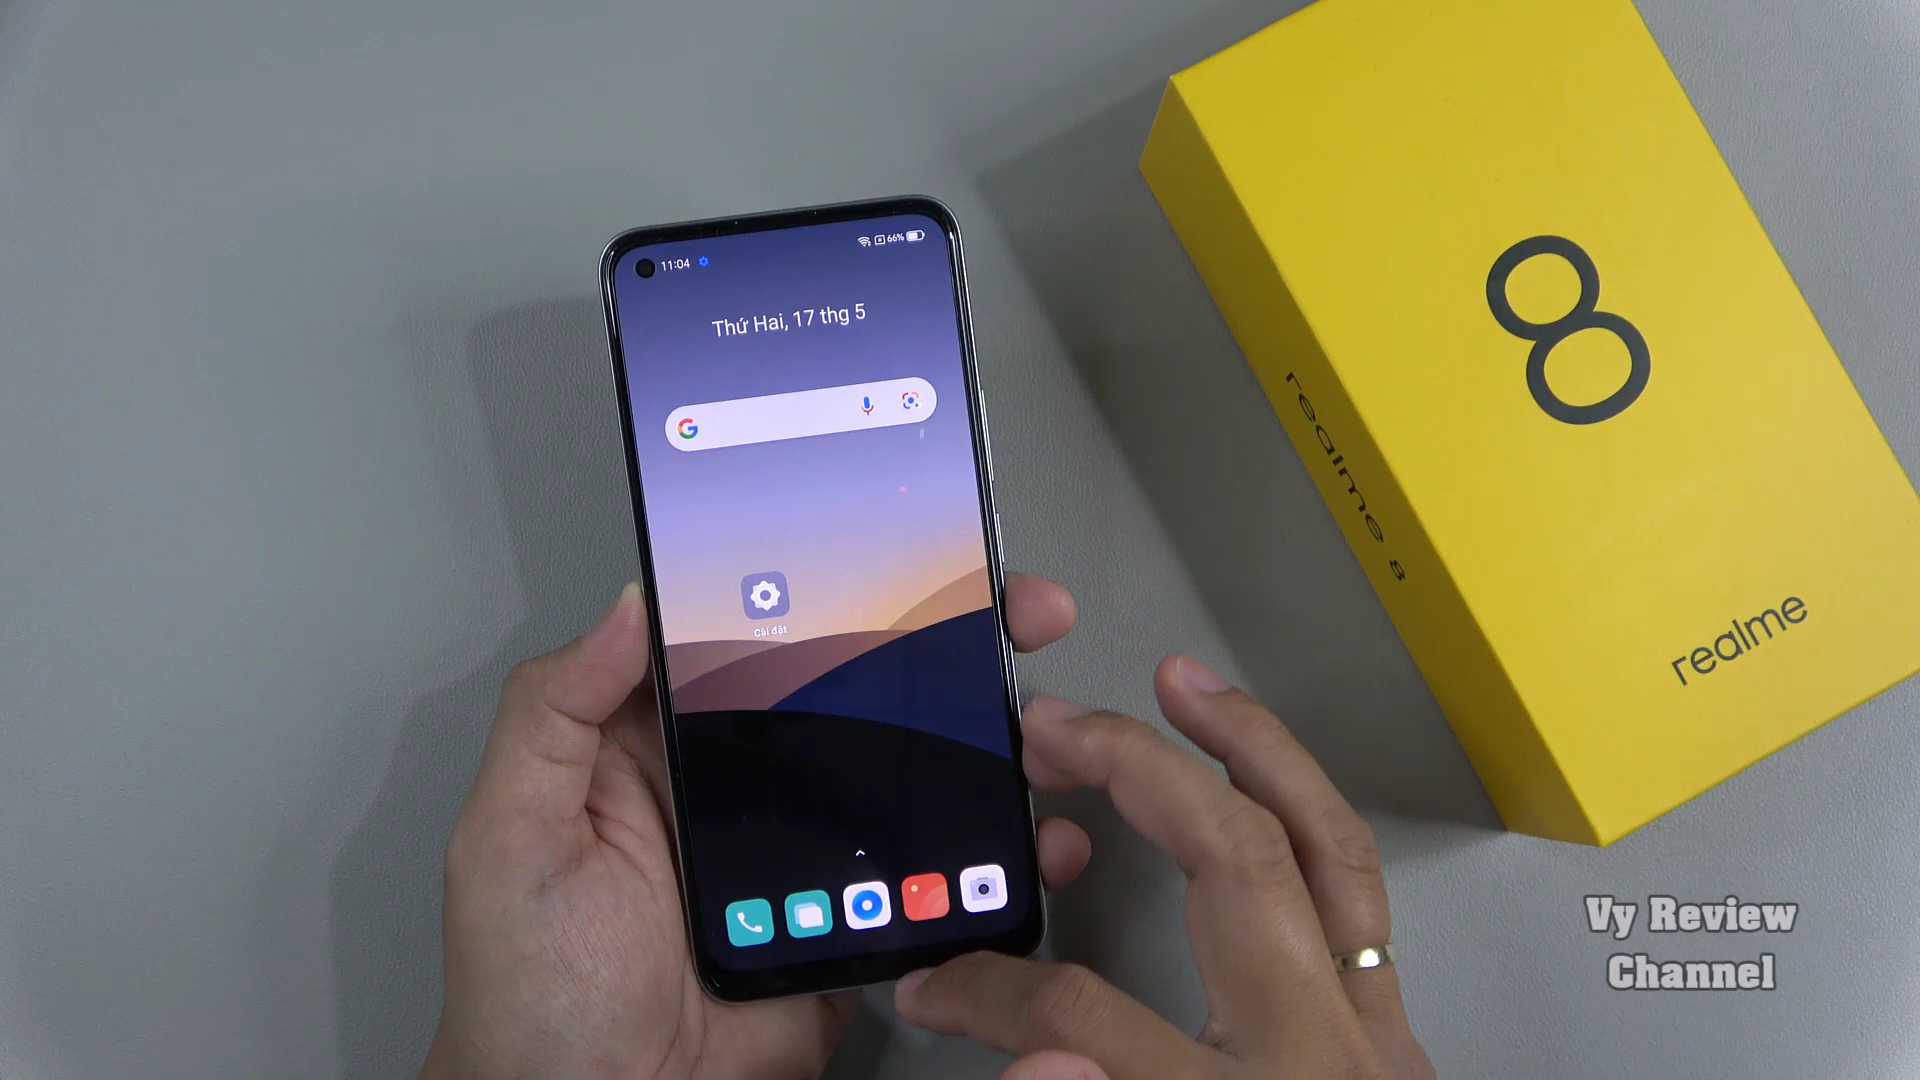 11:04
66%
Thứ Hai, 17 thg 5
Cài đặt
8
realme 8
realme
Vy Review
Channel